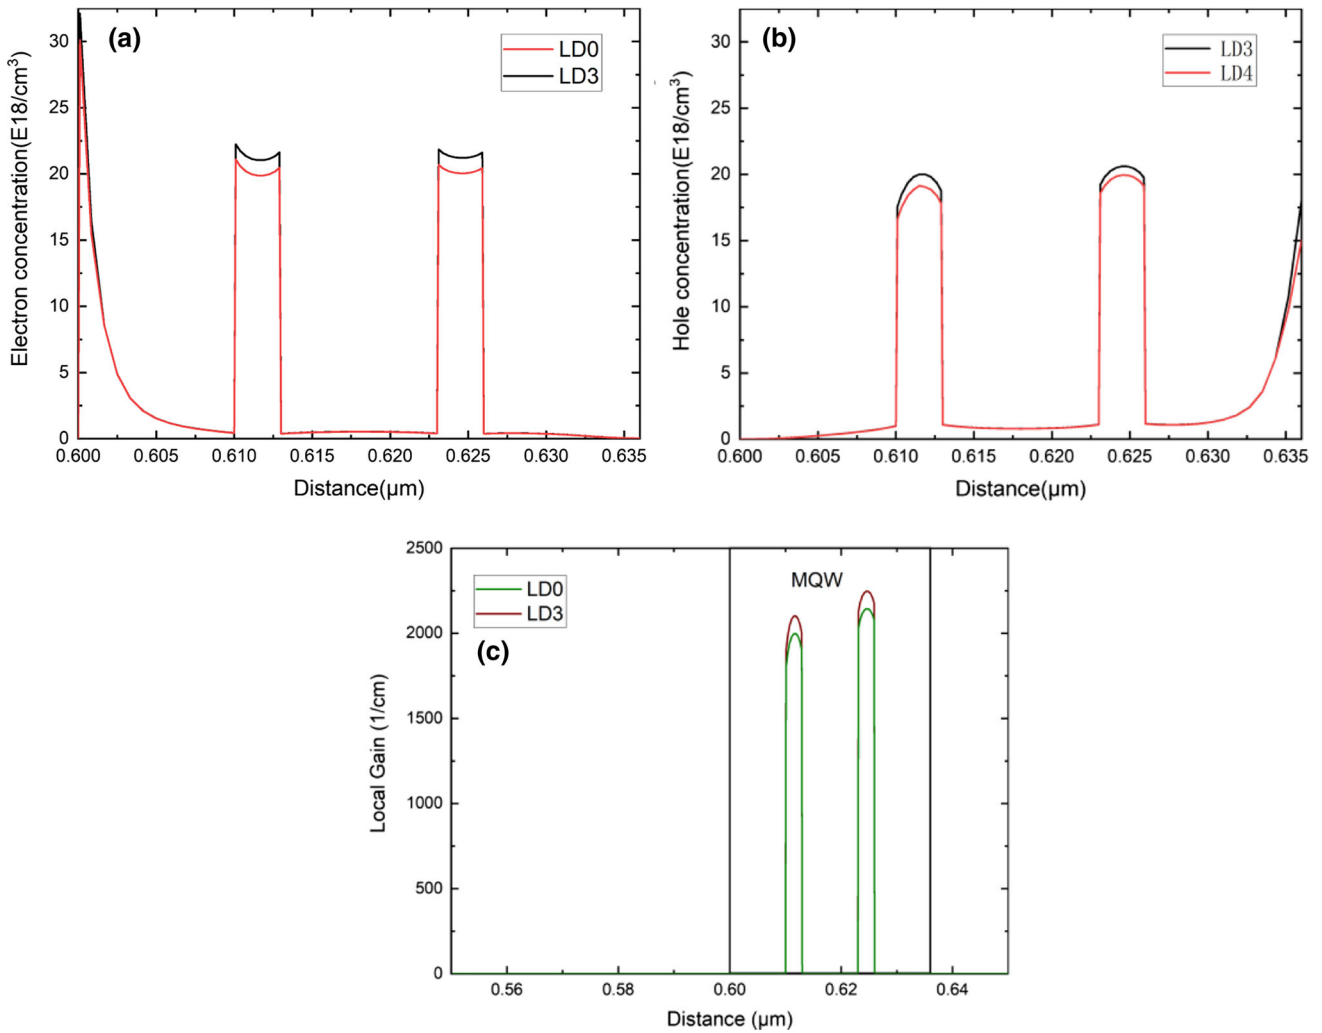 (a)
LD0
LD3
Electron concentration(E18/cm³)
30
25
20
15
10
5
0
0.600 0.605 0.610 0.615 0.620 0.625 0.630 0.635
Distance(μm)
(b)
LD3
LD4
Hole concentration(E18/cm³)
30
25
20
15
10
5
0
0.600 0.605 0.610 0.615 0.620 0.625 0.630 0.635
Distance(μm)
2500
2000
1500
1000
500
0
LD0
LD3
MQW
(c)
Local Gain (1/cm)
0.56 0.58 0.60 0.62 0.64
Distance (μm)